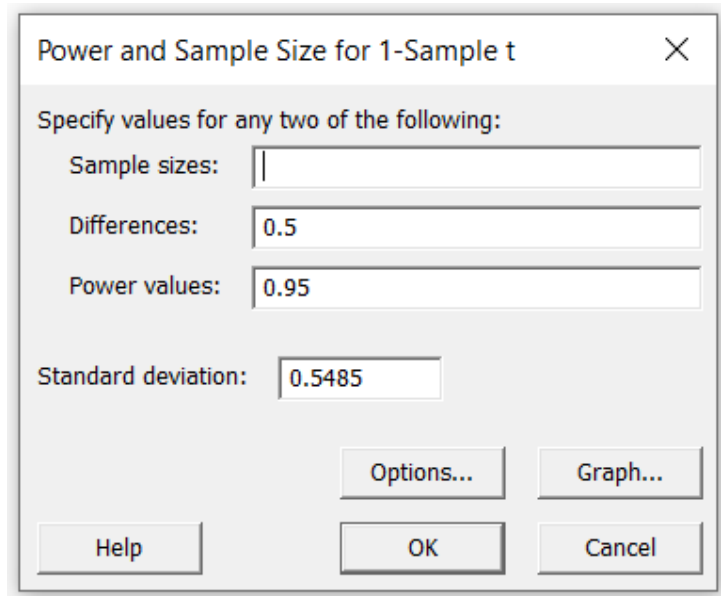 Power and Sample Size for 1-Sample t
Specify values for any two of the following:
Sample sizes:
Differences: 0.5
Power values: 0.95
Standard deviation: 0.5485
Options... Graph...
Help OK Cancel